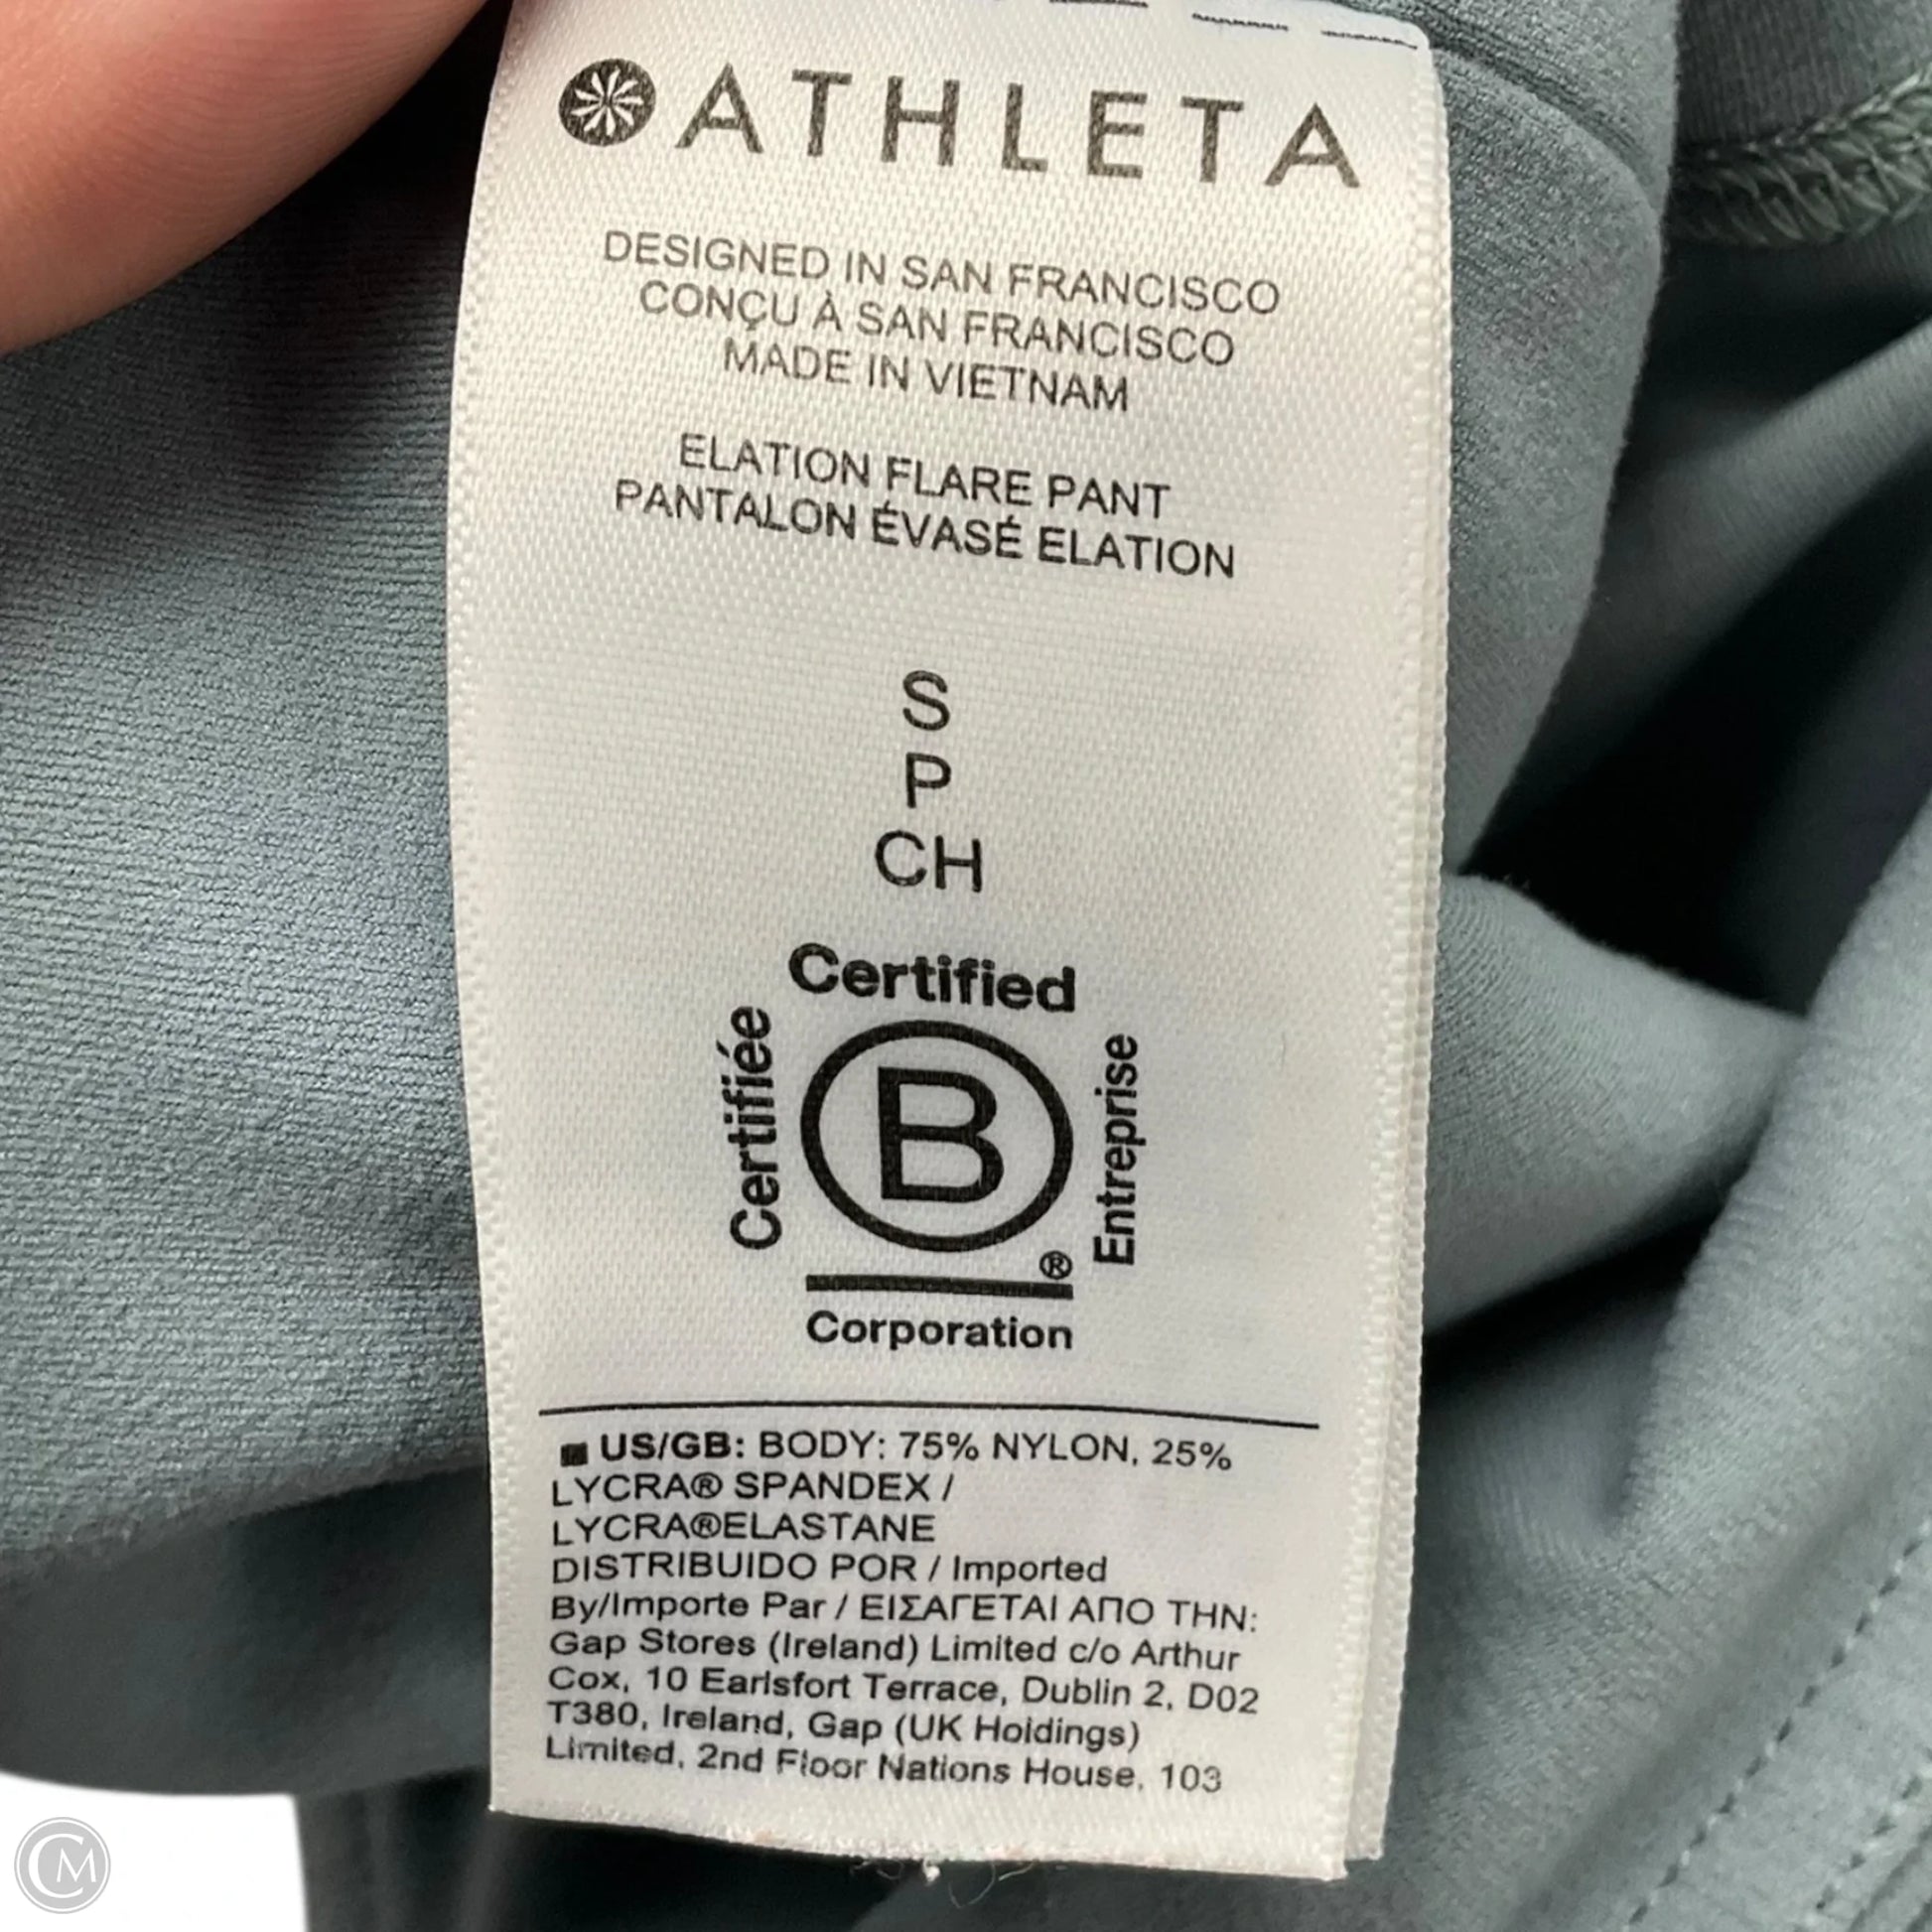 ATHLETA
DESIGNED IN SAN FRANCISCO
CONÇU À SAN FRANCISCO
MADE IN VIETNAM
ELATION FLARE PANT
PANTALON ÉVASÉ ELATION
S
P
CH
Certified
Certifiée
B
Entreprise
®
Corporation
US/GB: BODY: 75% NYLON, 25%
LYCRA® SPANDEX /
LYCRA®ELASTANE
DISTRIBUIDO POR / Imported
By/Importe Par / ΕΙΣΑΓΕΤΑΙ ΑΠΟ ΤΗΝ:
Gap Stores (Ireland) Limited c/o Arthur
Cox, 10 Earlsfort Terrace, Dublin 2, D02
T380, Ireland, Gap (UK Holdings)
Limited, 2nd Floor Nations House, 103
CM